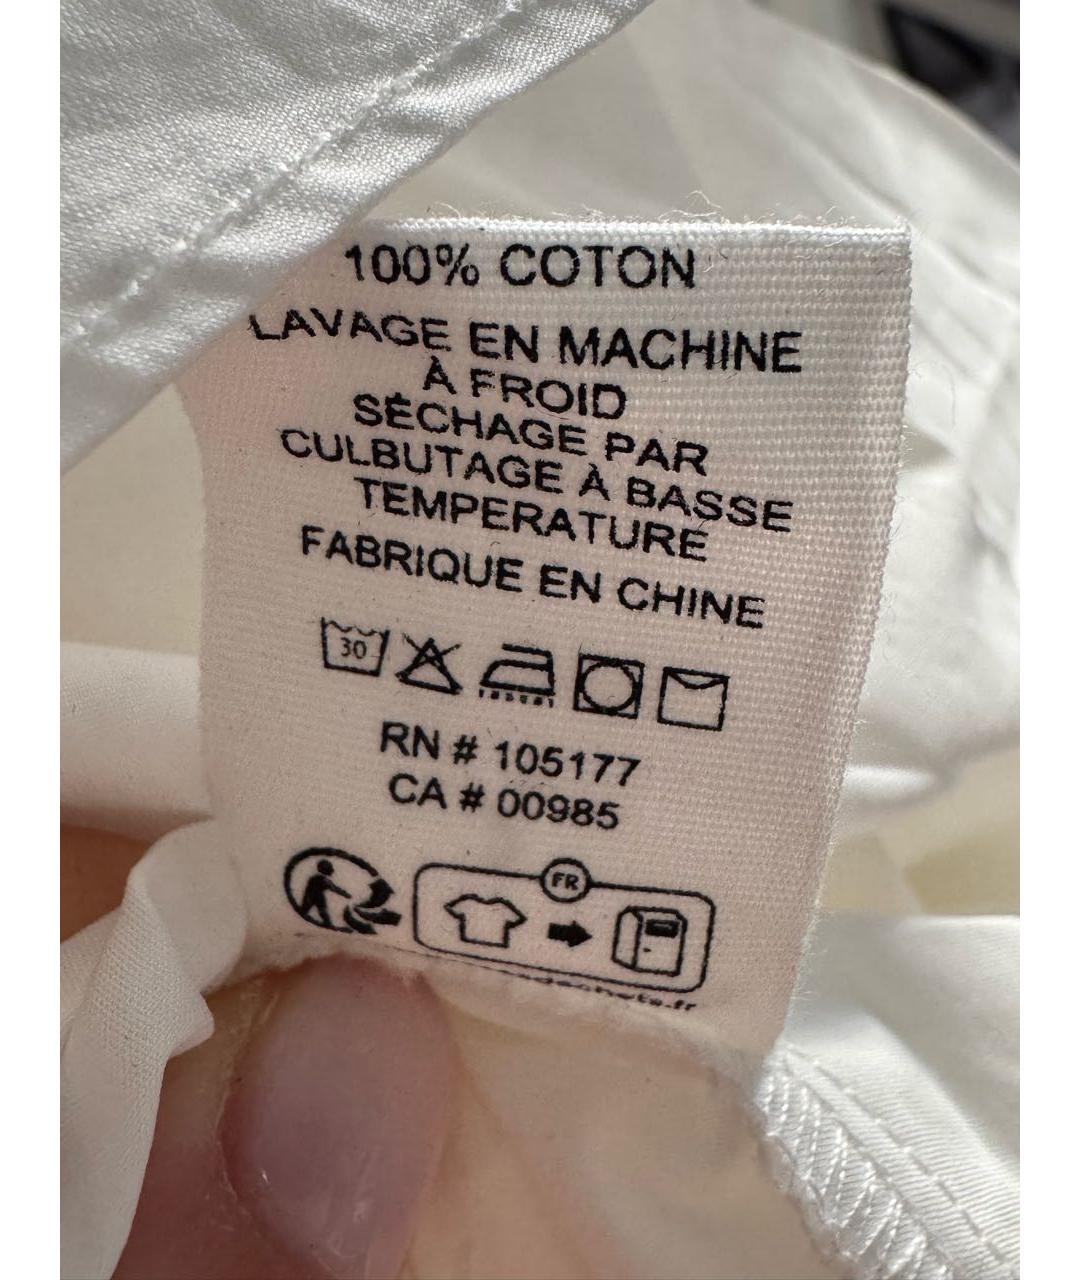 100% COTON
LAVAGE EN MACHINE
À FROID
SÉCHAGE PAR
CULBUTAGE À BASSE
TEMPERATURE
FABRIQUE EN CHINE
30
RN # 105177
CA # 00985
FR